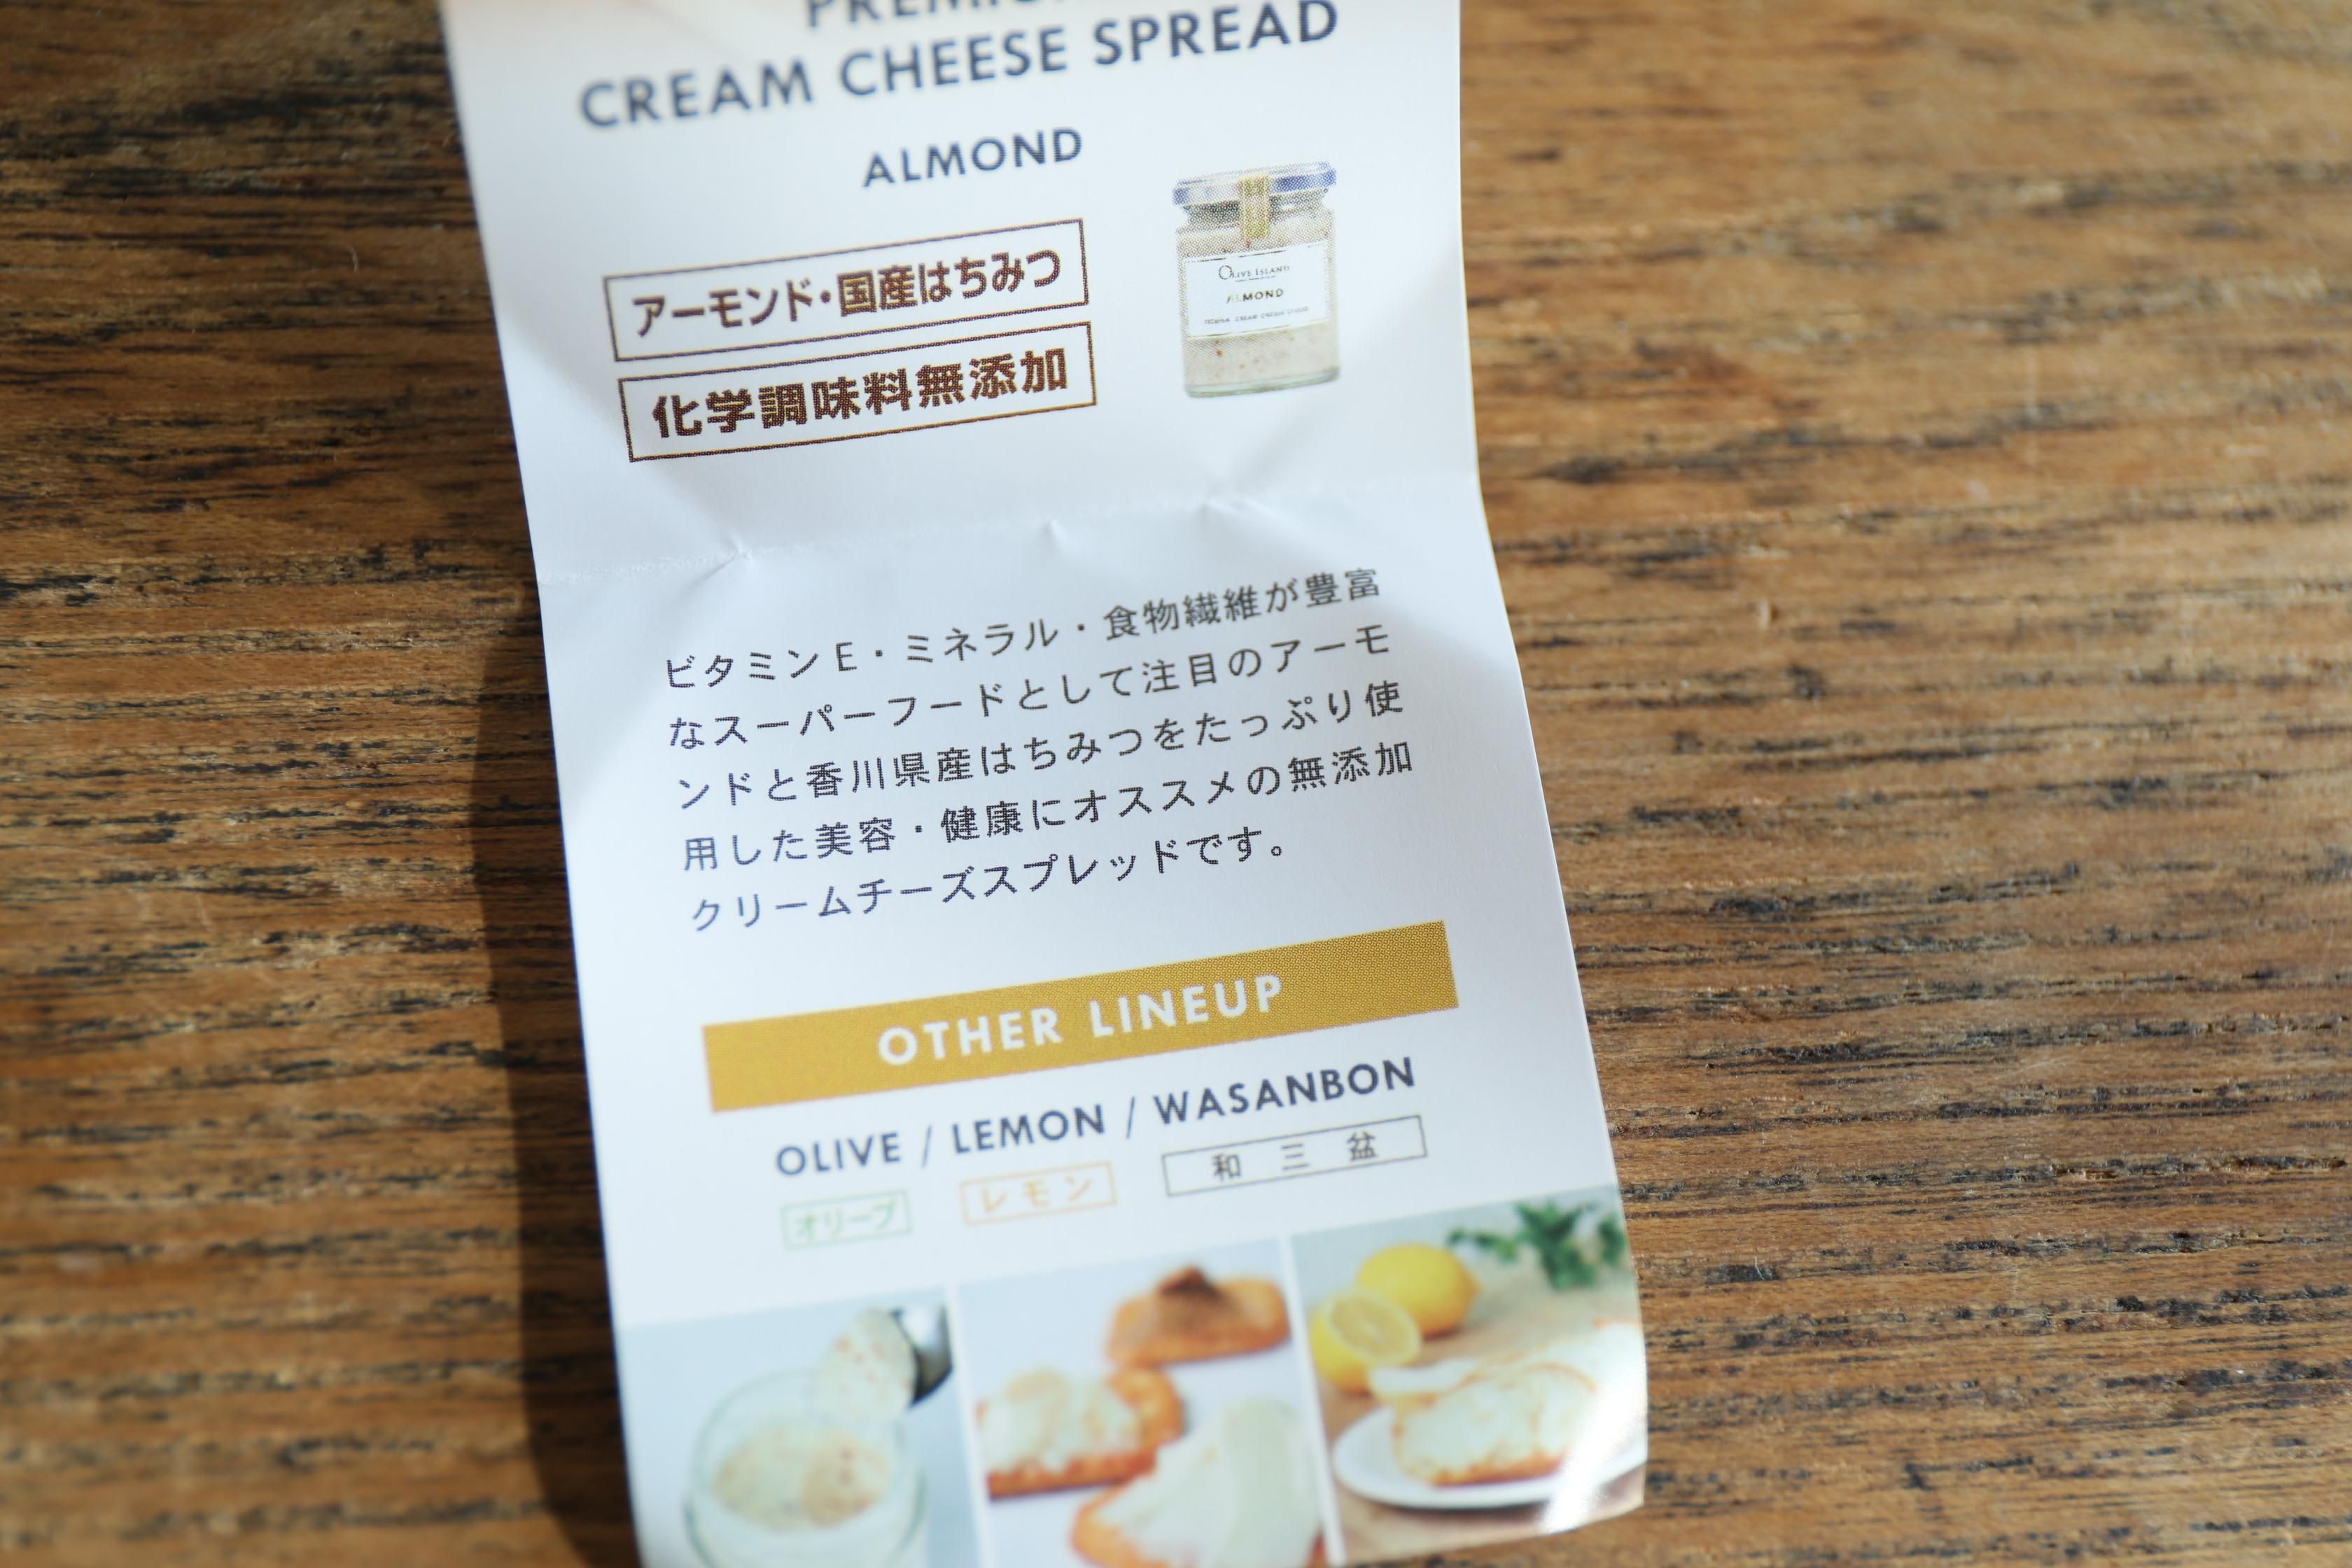 CREAM CHEESE SPREAD
ALMOND
アーモンド・国産はちみつ
化学調味料無添加
OLIVE ISLAND
ALMOND
ビタミンE・ミネラル・食物繊維が豊富
なスーパーフードとして注目のアーモ
ンドと香川県産はちみつをたっぷり使
用した美容・健康にオススメの無添加
クリームチーズスプレッドです。
OTHER LINEUP
OLIVE / LEMON / WASANBON
オリーブ レモン 和三盆